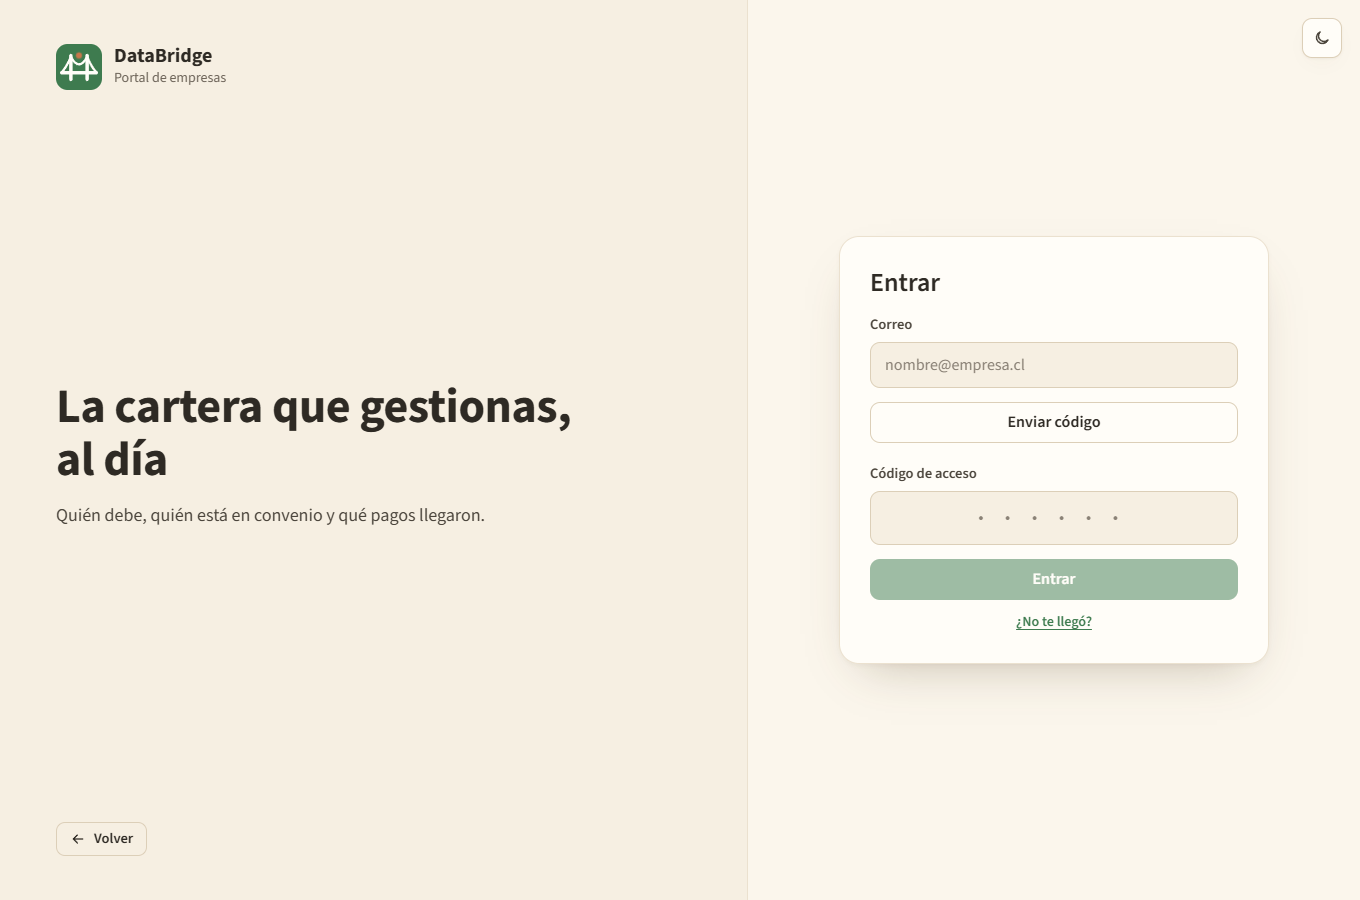 DataBridge
Portal de empresas
La cartera que gestionas,
al día
Quién debe, quién está en convenio y qué pagos llegaron.
← Volver
Entrar
Correo
nombre@empresa.cl
Enviar código
Código de acceso
• • • • • •
Entrar
¿No te llegó?